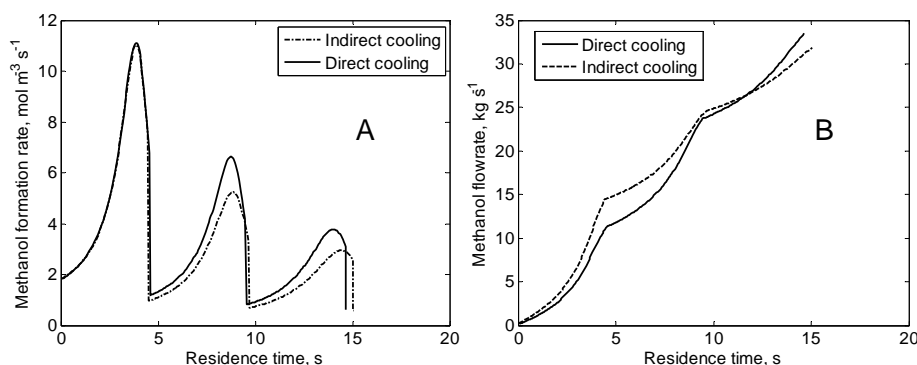 Methanol formation rate, mol m³ s⁻¹
12
10
8
6
4
2
0
Indirect cooling
Direct cooling
A
0 5 10 15 20
Residence time, s
Methanol flowrate, kg s⁻¹
35
30
25
20
15
10
5
0
Direct cooling
Indirect cooling
B
0 5 10 15 20
Residence time, s